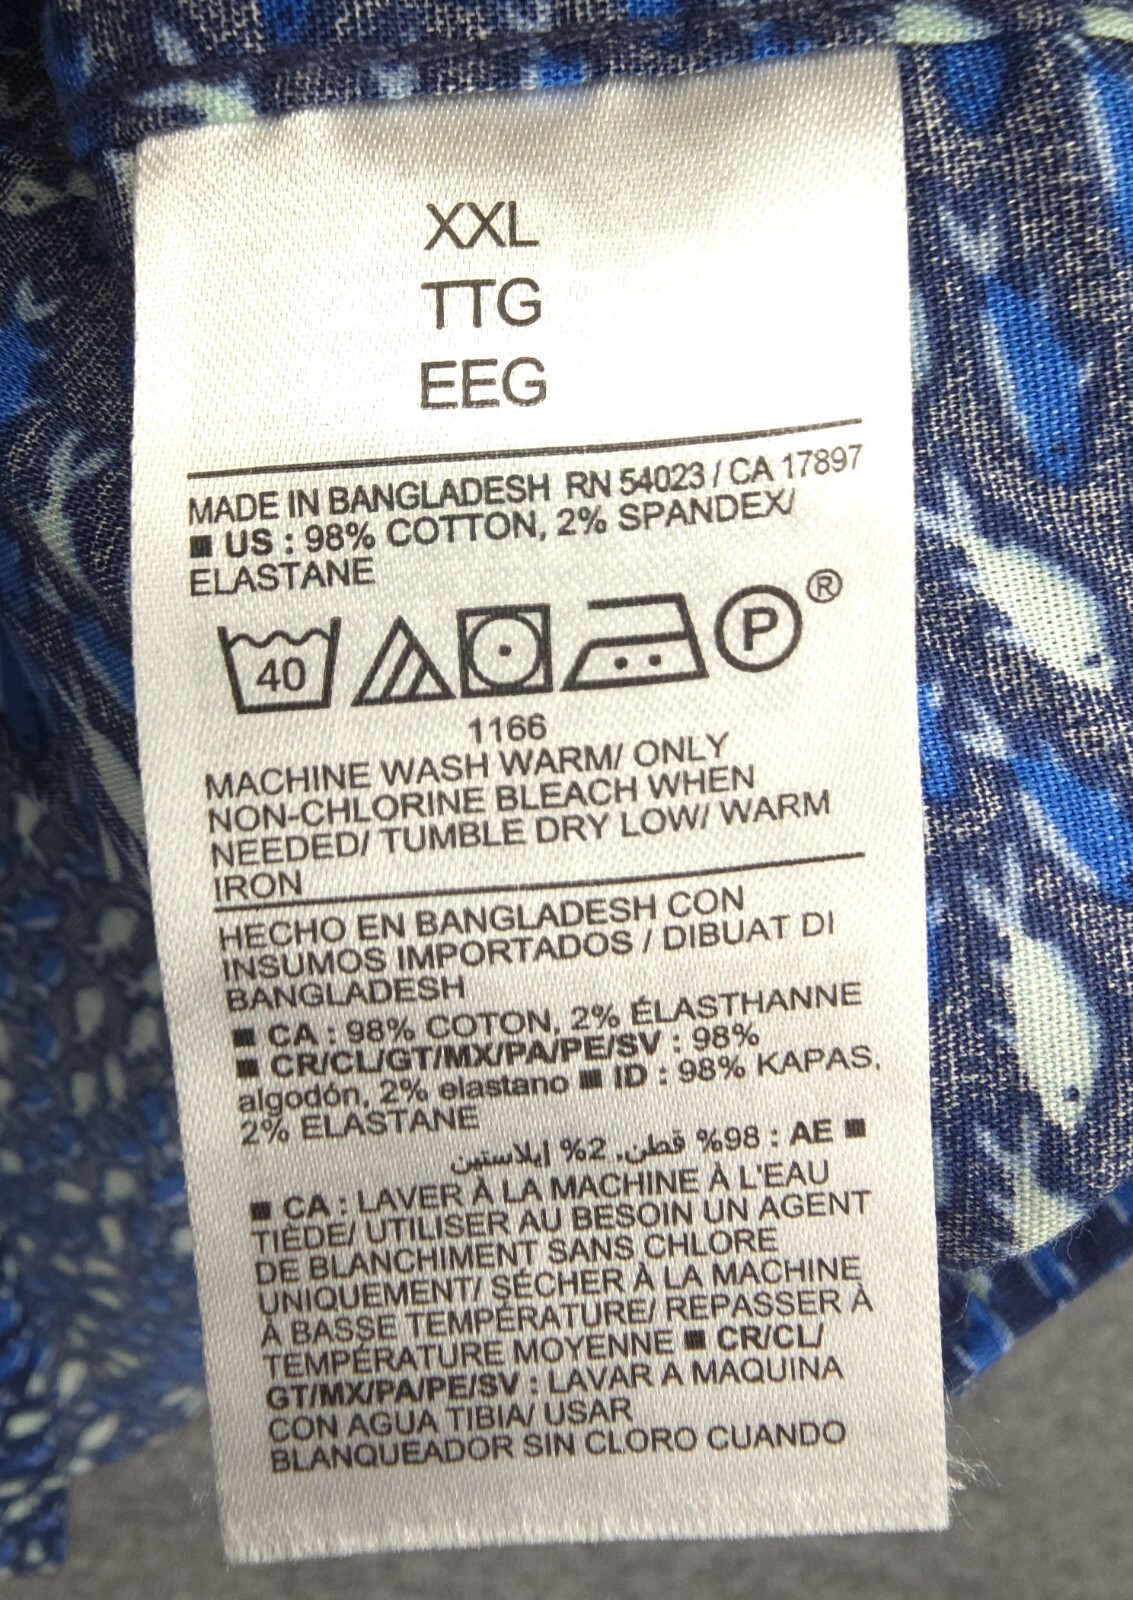 XXL
TTG
EEG
MADE IN BANGLADESH RN 54023 / CA 17897
■ US : 98% COTTON, 2% SPANDEX/
ELASTANE
40 P ®
1166
MACHINE WASH WARM/ ONLY
NON-CHLORINE BLEACH WHEN
NEEDED/ TUMBLE DRY LOW/ WARM
IRON
HECHO EN BANGLADESH CON
INSUMOS IMPORTADOS / DIBUAT DI
BANGLADESH
■ CA : 98% COTON, 2% ÉLASTHANNE
■ CR/CL/GT/MX/PA/PE/SV : 98%
algodón, 2% elastano ■ ID : 98% KAPAS,
2% ELASTANE
■ AE : 98% قطن, 2% إيلاستين
■ CA : LAVER À LA MACHINE À L'EAU
TIÈDE/ UTILISER AU BESOIN UN AGENT
DE BLANCHIMENT SANS CHLORE
UNIQUEMENT/ SÉCHER À LA MACHINE
À BASSE TEMPÉRATURE/ REPASSER À
TEMPÉRATURE MOYENNE ■ CR/CL/
GT/MX/PA/PE/SV : LAVAR A MAQUINA
CON AGUA TIBIA/ USAR
BLANQUEADOR SIN CLORO CUANDO